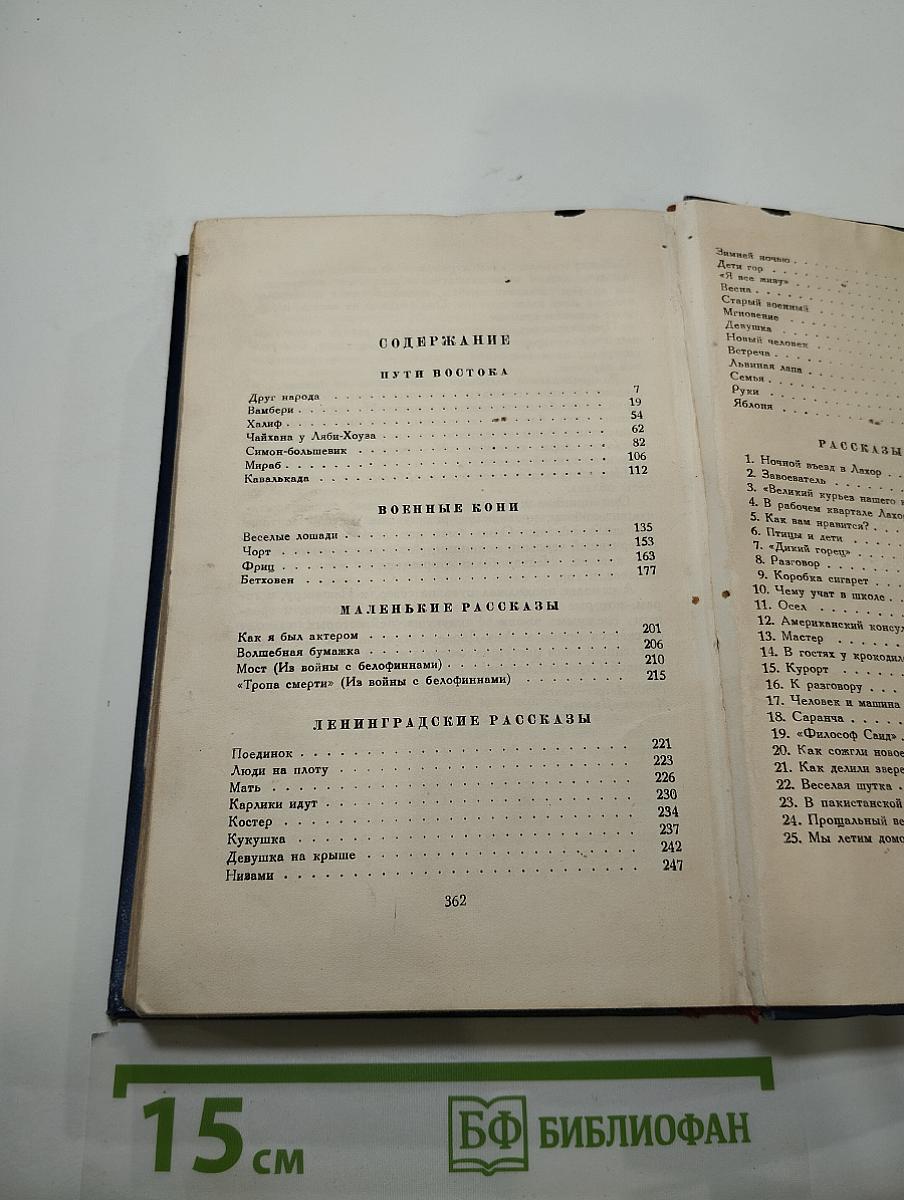 СОДЕРЖАНИЕ
ПУТИ ВОСТОКА
Друг народа 7
Вамбери 19
Халиф 54
Чайхана у Ляби-Хоуза 62
Симон-большевик 82
Мираб 106
Кавалькада 112
ВОЕННЫЕ КОНИ
Веселые лошади 135
Чорт 153
Фриц 163
Бетховен 177
МАЛЕНЬКИЕ РАССКАЗЫ
Как я был актером 201
Волшебная бумажка 206
Мост (Из войны с белофиннами) 210
«Тропа смерти» (Из войны с белофиннами) 215
ЛЕНИНГРАДСКИЕ РАССКАЗЫ
Поединок 221
Люди на плоту 223
Мать 226
Карлики идут 230
Костер 234
Кукушка 237
Девушка на крыше 242
Низами 247
362
Зимней ночью
Дети гор
«Я все живу»
Весна
Старый военный
Мгновение
Девушка
Новый человек
Встреча
Львиная лапа
Семья
Руки
Яблоня
РАССКАЗЫ
1. Ночной въезд в Лахор
2. Завоеватель
3. «Великий курьез нашего
4. В рабочем квартале Лахо
5. Как вам нравится?
6. Птицы и дети
7. «Дикий горец»
8. Разговор
9. Коробка сигарет
10. Чему учат в школе
11. Осел
12. Американский консул
13. Мастер
14. В гостях у крокодил
15. Курорт
16. К разговору
17. Человек и машина
18. Саранча
19. «Философ Саид»
20. Как сожгли новое
21. Как делили звере
22. Веселая шутка
23. В пакистанской
24. Прощальный ве
25. Мы летим домо
15 см
БФ БИБЛИОФАН